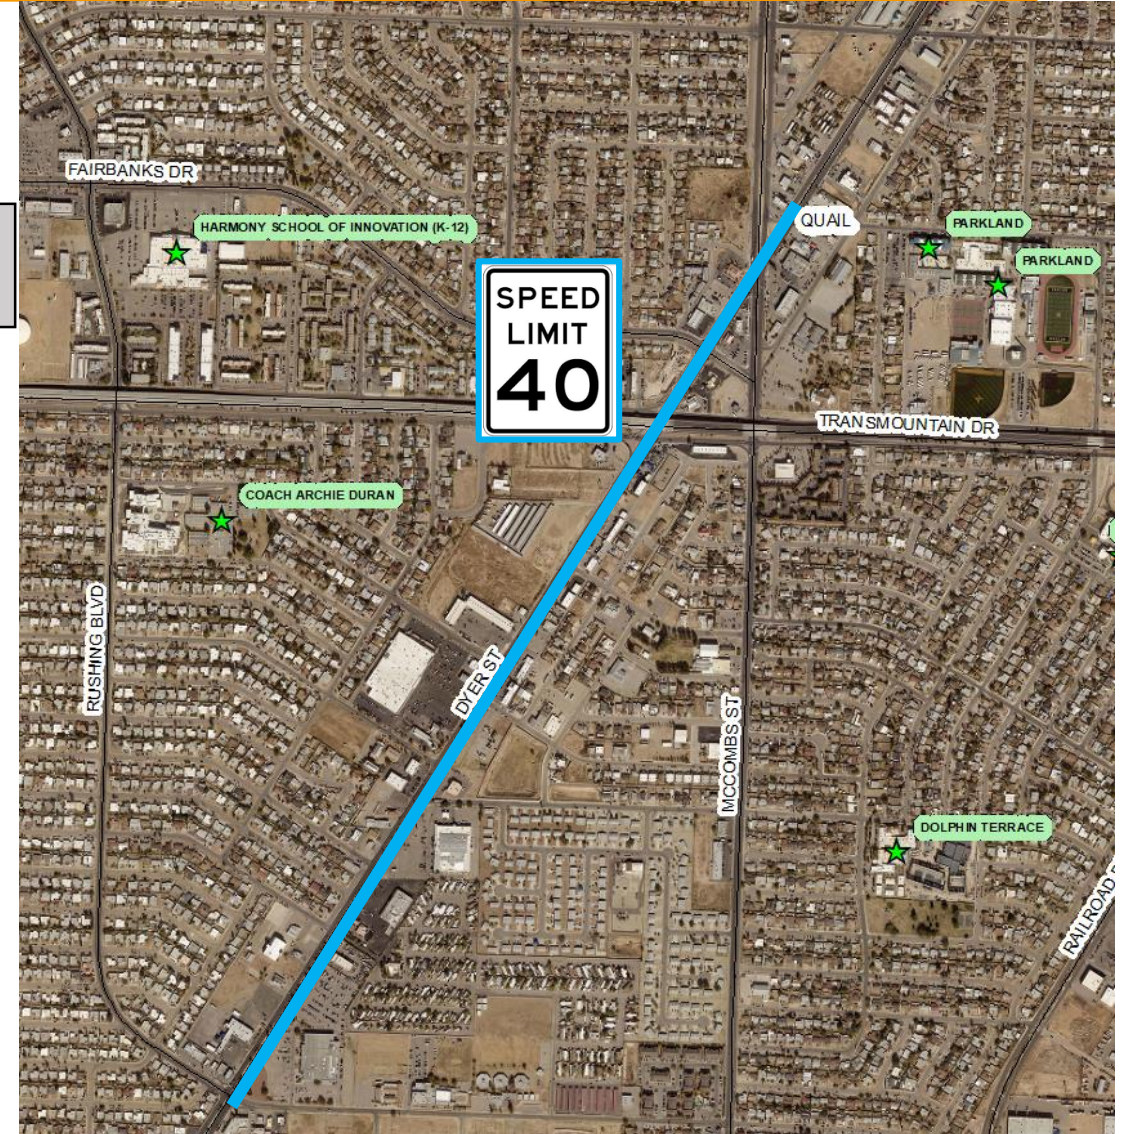 FAIRBANKS DR
HARMONY SCHOOL OF INNOVATION (K-12)
QUAIL
PARKLAND
PARKLAND
SPEED
LIMIT
40
TRANSMOUNTAIN DR
COACH ARCHIE DURAN
RUSHING BLVD
DYER ST
MCCOMBS ST
DOLPHIN TERRACE
RAILROAD